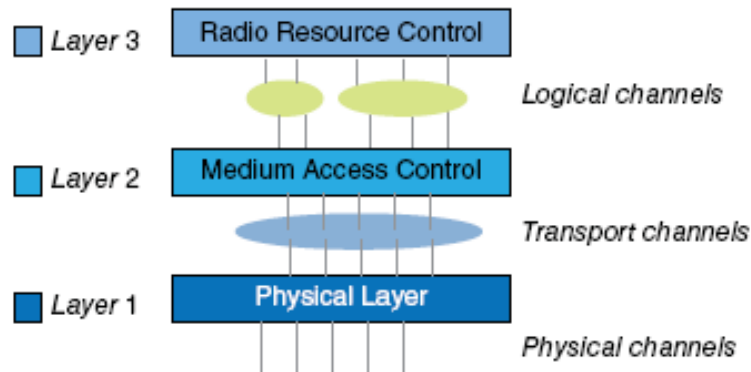 Layer 3
Radio Resource Control
Logical channels
Layer 2
Medium Access Control
Transport channels
Layer 1
Physical Layer
Physical channels